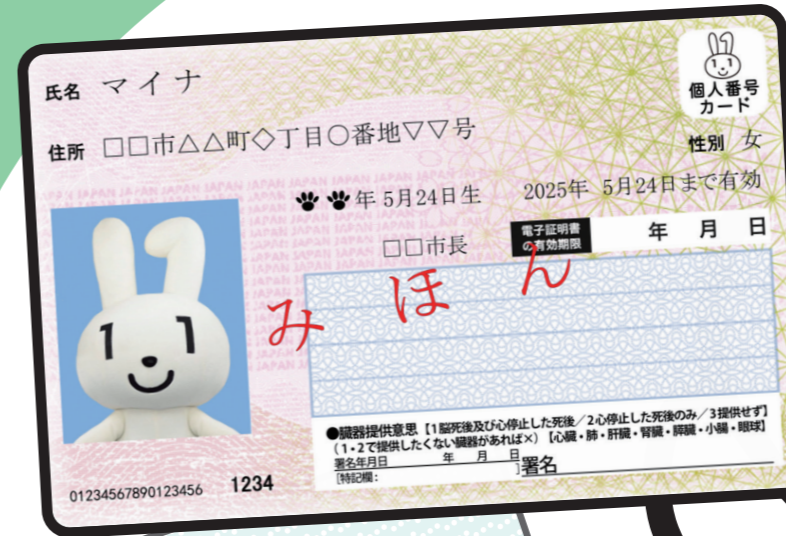 氏名 マイナ
個人番号
カード
住所 □□市△△町◇丁目○番地▽▽号
性別 女
年 5月24日生 2025年 5月24日まで有効
□□市長
電子証明書
の有効期限
年 月 日
みほん
JAPAN JAPAN JAPAN JAPAN
●臓器提供意思【1脳死後及び心停止した死後／2心停止した死後のみ／3提供せず】
(1・2で提供したくない臓器があれば×)【心臓・肺・肝臓・腎臓・膵臓・小腸・眼球】
署名年月日 年 月 日
[特記欄: ]署名
01234567890123456 1234